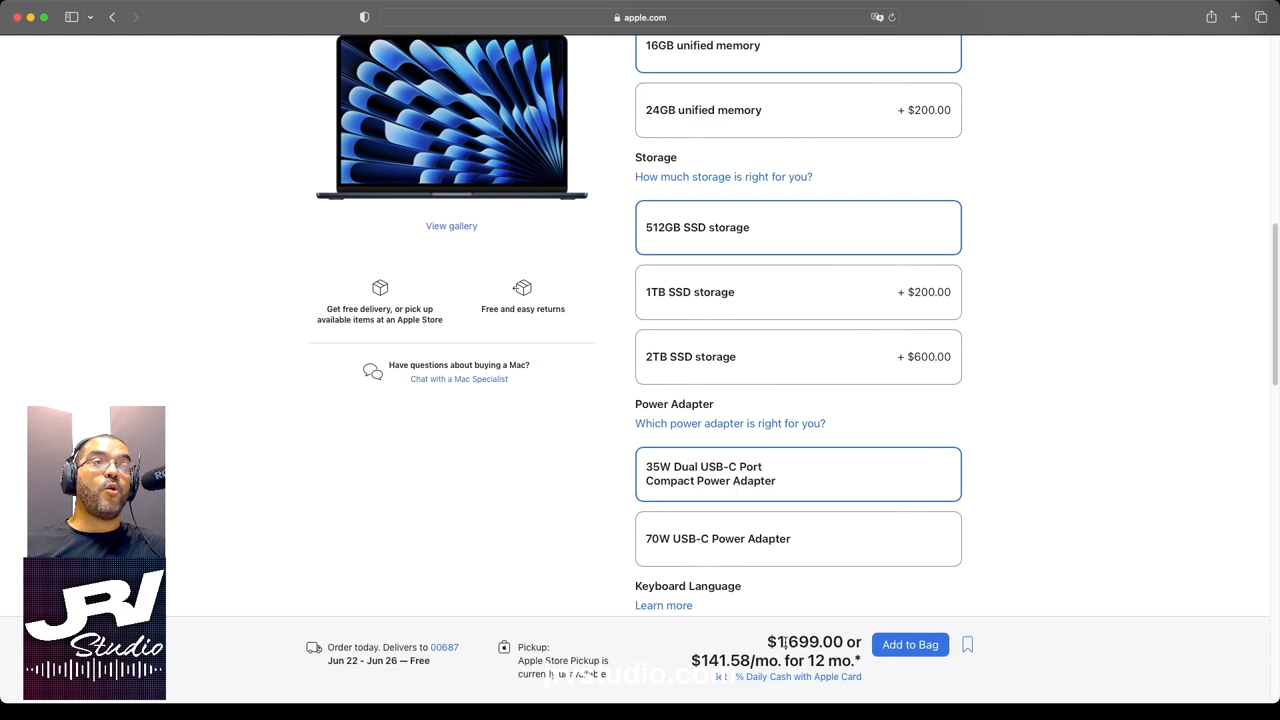 apple.com
16GB unified memory
24GB unified memory + $200.00
Storage
How much storage is right for you?
View gallery
512GB SSD storage
1TB SSD storage + $200.00
2TB SSD storage + $600.00
Get free delivery, or pick up
available items at an Apple Store
Free and easy returns
Have questions about buying a Mac?
Chat with a Mac Specialist
Power Adapter
Which power adapter is right for you?
35W Dual USB-C Port
Compact Power Adapter
70W USB-C Power Adapter
Keyboard Language
Learn more
JRV
Studio
Order today. Delivers to 00687
Jun 22 - Jun 26 — Free
Pickup:
Apple Store Pickup is
currently unavailable
$1,699.00 or
$141.58/mo. for 12 mo.*
% Daily Cash with Apple Card
Add to Bag